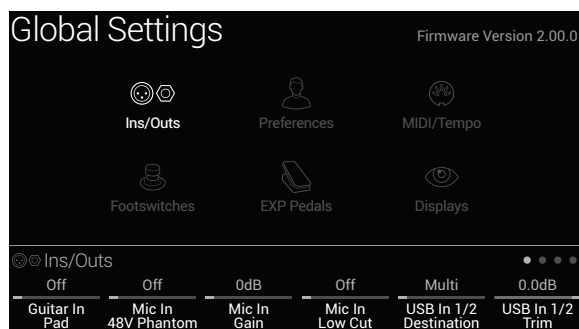 Global Settings
Firmware Version 2.00.0
Ins/Outs
Preferences
MIDI/Tempo
Footswitches
EXP Pedals
Displays
Ins/Outs
Off
Off
0dB
Off
Multi
0.0dB
Guitar In
Pad
Mic In
48V Phantom
Mic In
Gain
Mic In
Low Cut
USB In 1/2
Destination
USB In 1/2
Trim